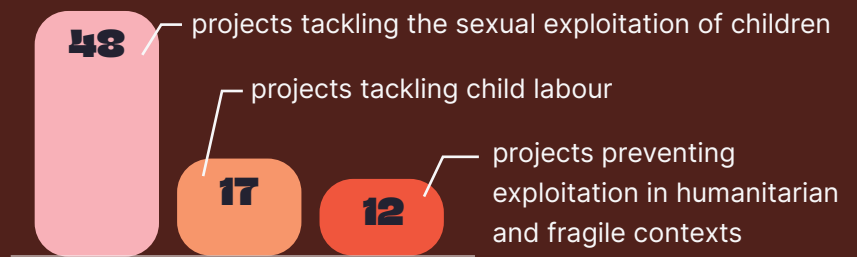 48
projects tackling the sexual exploitation of children
projects tackling child labour
17
projects preventing
exploitation in humanitarian
and fragile contexts
12